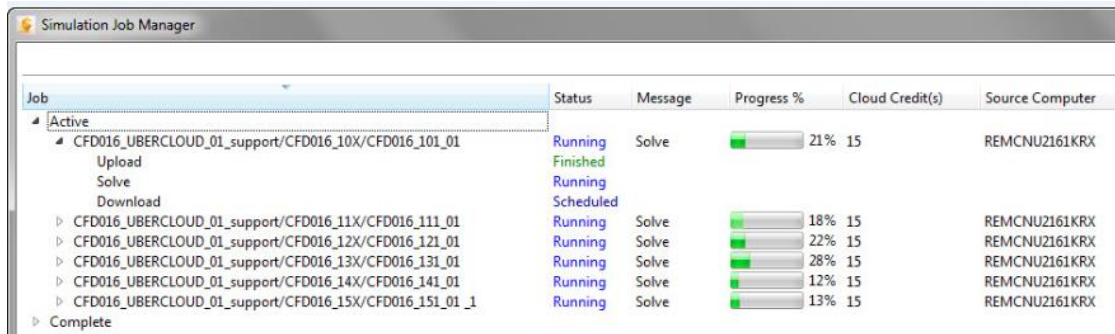 Simulation Job Manager
Job Status Message Progress % Cloud Credit(s) Source Computer
Active
CFD016_UBERCLOUD_01_support/CFD016_10X/CFD016_101_01 Running Solve 21% 15 REMCNU2161KRX
Upload Finished
Solve Running
Download Scheduled
CFD016_UBERCLOUD_01_support/CFD016_11X/CFD016_111_01 Running Solve 18% 15 REMCNU2161KRX
CFD016_UBERCLOUD_01_support/CFD016_12X/CFD016_121_01 Running Solve 22% 15 REMCNU2161KRX
CFD016_UBERCLOUD_01_support/CFD016_13X/CFD016_131_01 Running Solve 28% 15 REMCNU2161KRX
CFD016_UBERCLOUD_01_support/CFD016_14X/CFD016_141_01 Running Solve 12% 15 REMCNU2161KRX
CFD016_UBERCLOUD_01_support/CFD016_15X/CFD016_151_01 _1 Running Solve 13% 15 REMCNU2161KRX
Complete